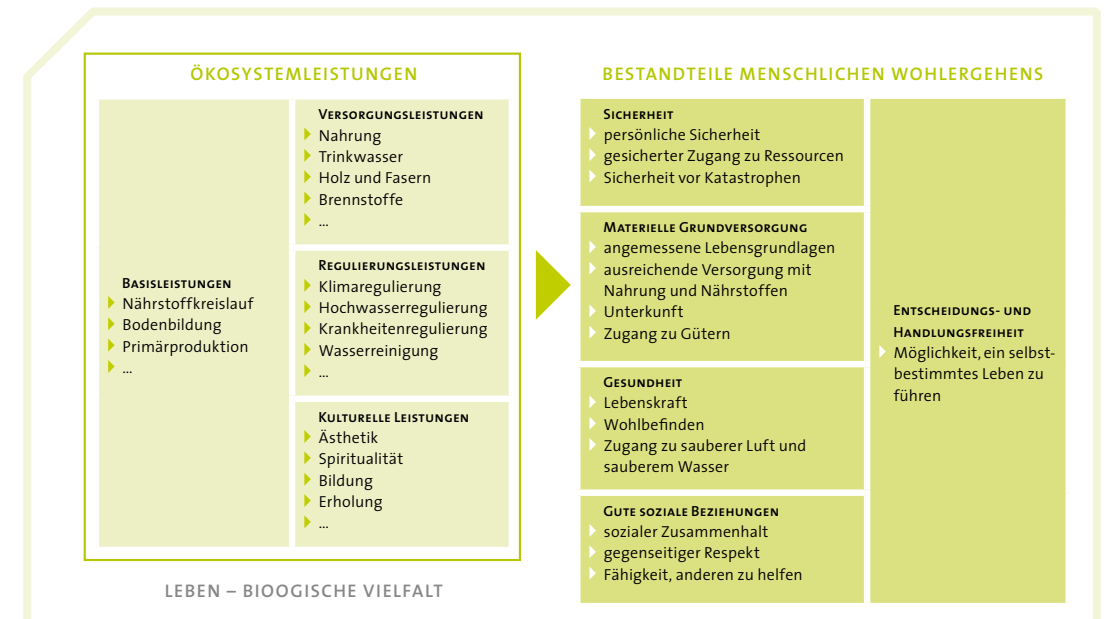 ÖKOSYSTEMLEISTUNGEN
BASISLEISTUNGEN
Nährstoffkreislauf
Bodenbildung
Primärproduktion
...
VERSORGUNGSLEISTUNGEN
Nahrung
Trinkwasser
Holz und Fasern
Brennstoffe
...
REGULIERUNGSLEISTUNGEN
Klimaregulierung
Hochwasserregulierung
Krankheitenregulierung
Wasserreinigung
...
KULTURELLE LEISTUNGEN
Ästhetik
Spiritualität
Bildung
Erholung
...
LEBEN – BIOOGISCHE VIELFALT
BESTANDTEILE MENSCHLICHEN WOHLERGEHENS
SICHERHEIT
persönliche Sicherheit
gesicherter Zugang zu Ressourcen
Sicherheit vor Katastrophen
MATERIELLE GRUNDVERSORGUNG
angemessene Lebensgrundlagen
ausreichende Versorgung mit
Nahrung und Nährstoffen
Unterkunft
Zugang zu Gütern
GESUNDHEIT
Lebenskraft
Wohlbefinden
Zugang zu sauberer Luft und
sauberem Wasser
GUTE SOZIALE BEZIEHUNGEN
sozialer Zusammenhalt
gegenseitiger Respekt
Fähigkeit, anderen zu helfen
ENTSCHEIDUNGS- UND
HANDLUNGSFREIHEIT
Möglichkeit, ein selbst-
bestimmtes Leben zu
führen